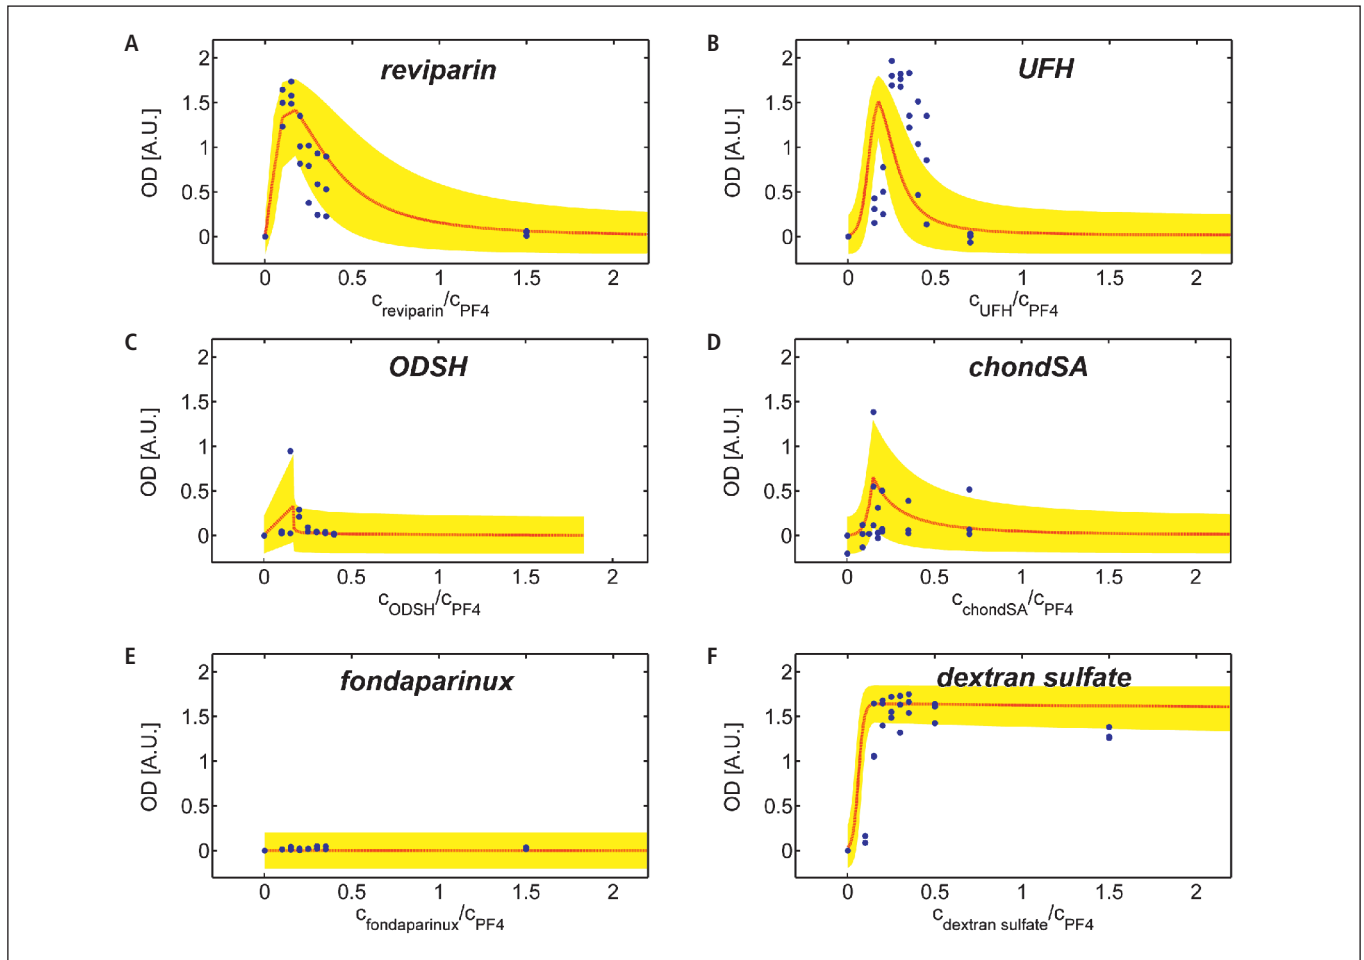 A
reviparin
2
1.5
1
0.5
0
OD [A.U.]
0 0.5 1 1.5 2
c_reviparin/c_PF4
B
UFH
2
1.5
1
0.5
0
OD [A.U.]
0 0.5 1 1.5 2
c_UFH/c_PF4
C
ODSH
2
1.5
1
0.5
0
OD [A.U.]
0 0.5 1 1.5 2
c_ODSH/c_PF4
D
chondSA
2
1.5
1
0.5
0
OD [A.U.]
0 0.5 1 1.5 2
c_chondSA/c_PF4
E
fondaparinux
2
1.5
1
0.5
0
OD [A.U.]
0 0.5 1 1.5 2
c_fondaparinux/c_PF4
F
dextran sulfate
2
1.5
1
0.5
0
OD [A.U.]
0 0.5 1 1.5 2
c_dextran sulfate/c_PF4